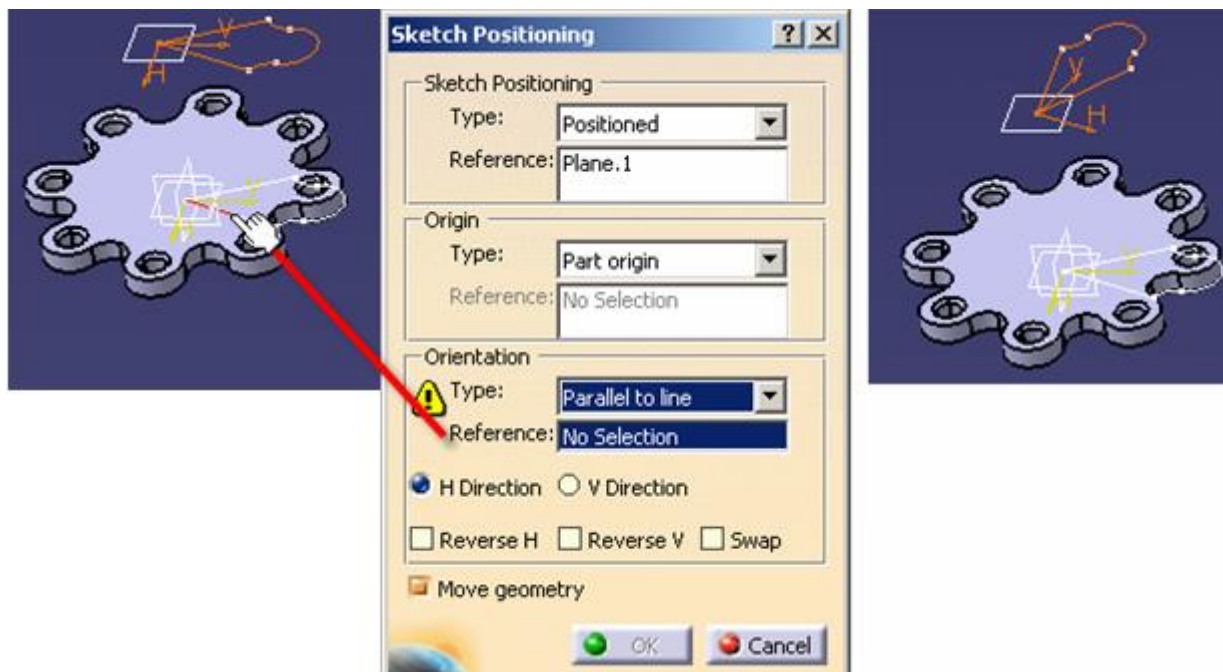 V
H
V
H
Sketch Positioning ? X
Sketch Positioning
Type: Positioned
Reference: Plane.1
Origin
Type: Part origin
Reference: No Selection
Orientation
Type: Parallel to line
Reference: No Selection
H Direction V Direction
Reverse H Reverse V Swap
Move geometry
OK Cancel
V
H
V
H